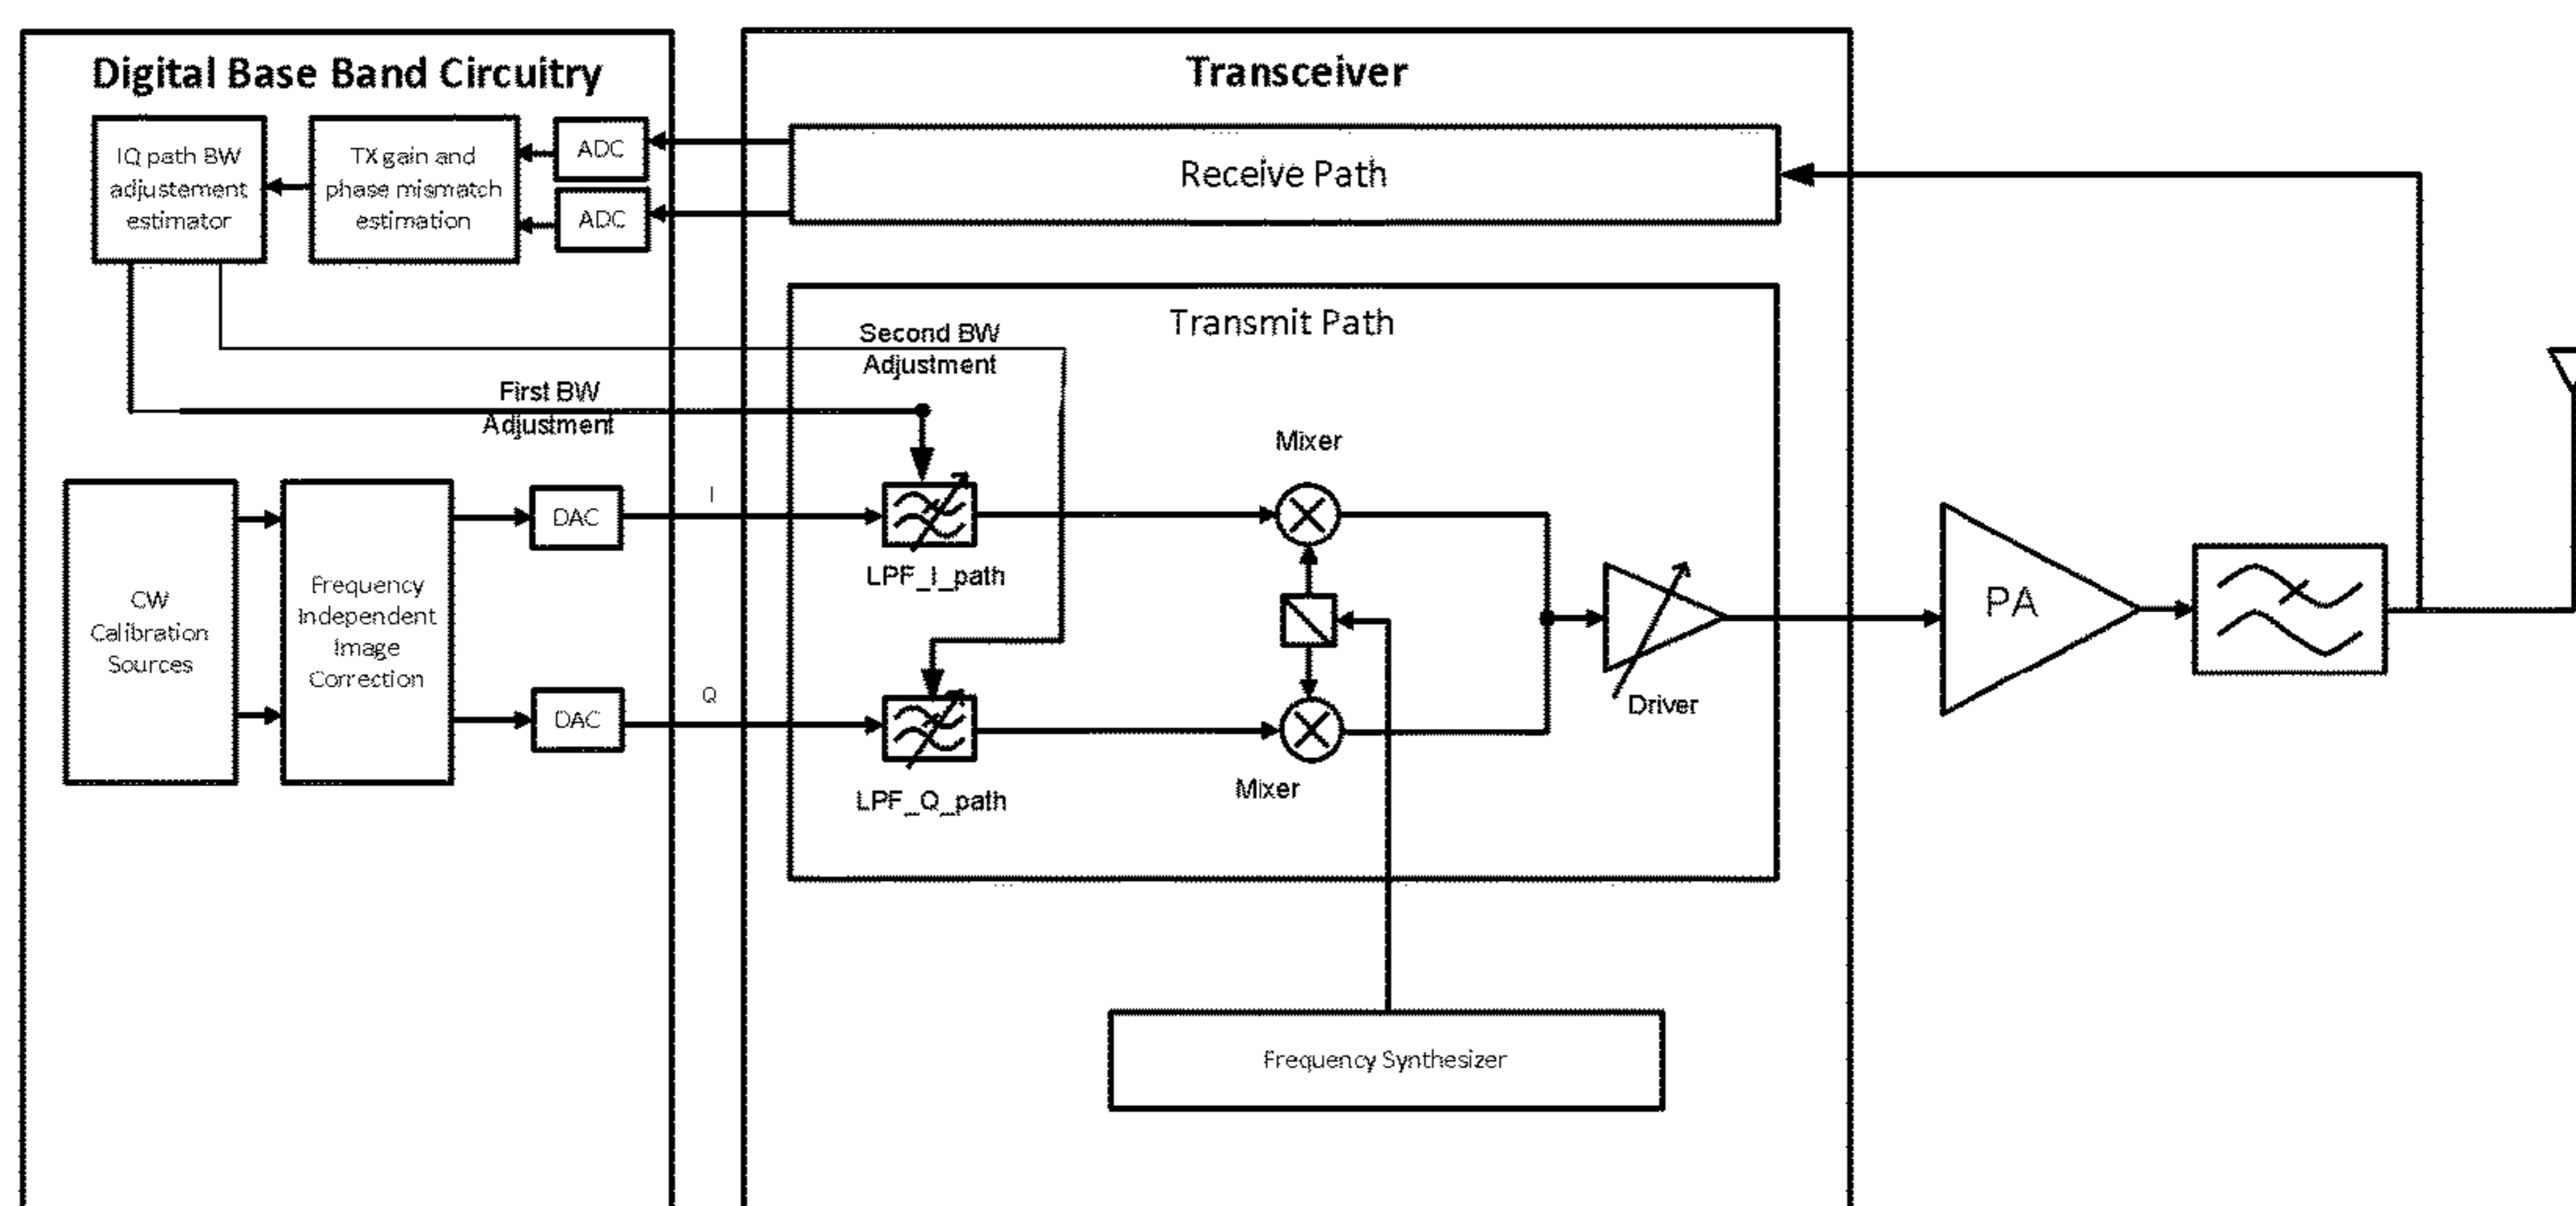 Digital Base Band Circuitry
Transceiver
IQ path BW
adjustement
estimator
TX gain and
phase mismatch
estimation
ADC
ADC
Receive Path
Transmit Path
Second BW
Adjustment
First BW
Adjustment
Mixer
CW
Calibration
Sources
Frequency
Independent
Image
Correction
DAC
I
LPF_I_path
DAC
Q
LPF_Q_path
Mixer
Driver
PA
Frequency Synthesizer